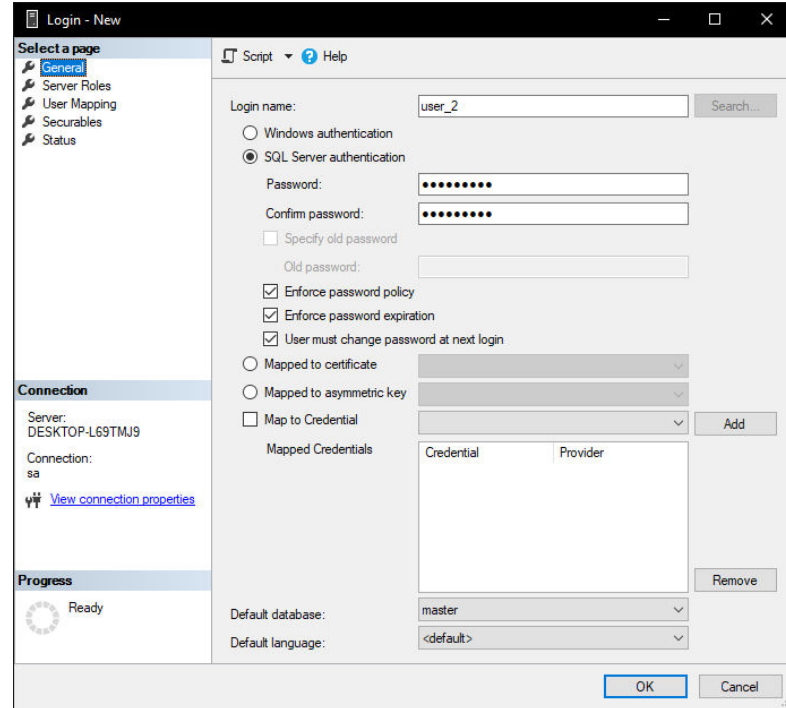 Login - New
Select a page
General
Server Roles
User Mapping
Securables
Status
Script
Help
Login name:
user_2
Search...
Windows authentication
SQL Server authentication
Password:
●●●●●●●●●
Confirm password:
●●●●●●●●●
Specify old password
Old password:
Enforce password policy
Enforce password expiration
User must change password at next login
Mapped to certificate
Mapped to asymmetric key
Map to Credential
Add
Mapped Credentials
Credential Provider
Remove
Default database:
master
Default language:
<default>
Connection
Server:
DESKTOP-L69TMJ9
Connection:
sa
View connection properties
Progress
Ready
OK
Cancel